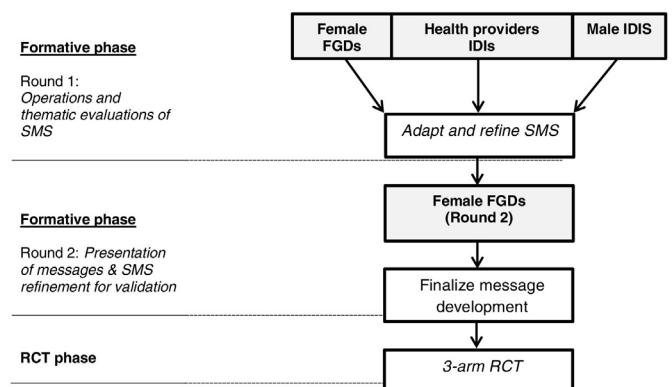 Formative phase
Round 1:
Operations and
thematic evaluations of
SMS
Female
FGDs
Health providers
IDIs
Male IDIS
Adapt and refine SMS
Formative phase
Round 2: Presentation
of messages & SMS
refinement for validation
Female FGDs
(Round 2)
Finalize message
development
RCT phase
3-arm RCT